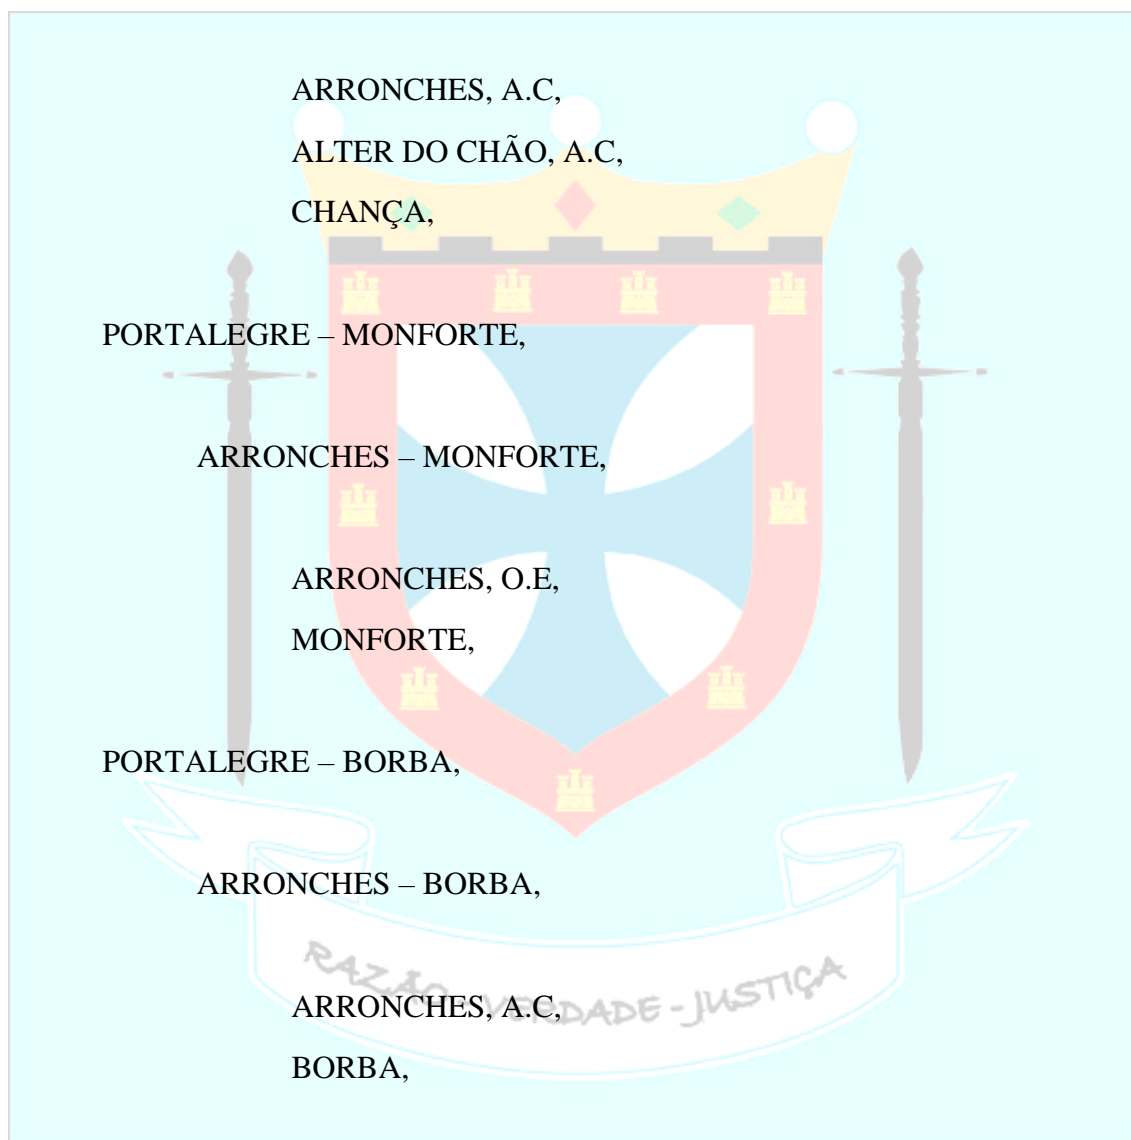 ARRONCHES, A.C,
ALTER DO CHÃO, A.C,
CHANÇA,
PORTALEGRE – MONFORTE,
ARRONCHES – MONFORTE,
ARRONCHES, O.E,
MONFORTE,
PORTALEGRE – BORBA,
ARRONCHES – BORBA,
RAZÃO - VERDADE - JUSTIÇA
ARRONCHES, A.C,
BORBA,